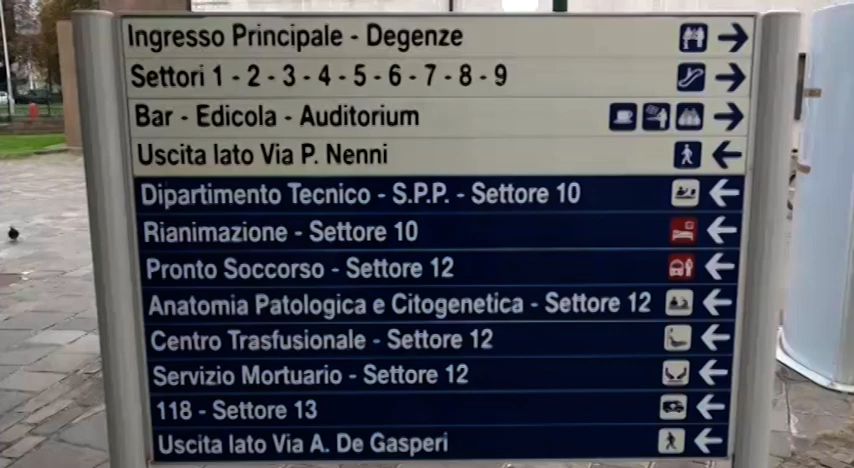 Ingresso Principale - Degenze
Settori 1 - 2 - 3 - 4 - 5 - 6 - 7 - 8 - 9
Bar - Edicola - Auditorium
Uscita lato Via P. Nenni
Dipartimento Tecnico - S.P.P. - Settore 10
Rianimazione - Settore 10
Pronto Soccorso - Settore 12
Anatomia Patologica e Citogenetica - Settore 12
Centro Trasfusionale - Settore 12
Servizio Mortuario - Settore 12
118 - Settore 13
Uscita lato Via A. De Gasperi